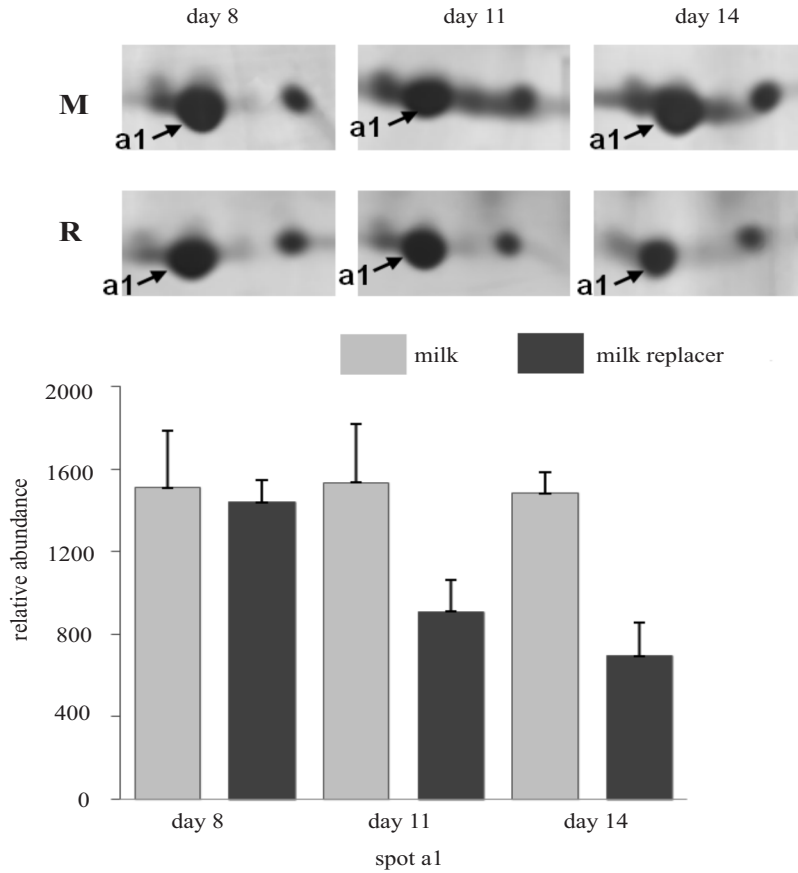 day 8 day 11 day 14
M
a1 a1 a1
R
a1 a1 a1
milk milk replacer
2000
1600
1200
800
400
0
relative abundance
day 8 day 11 day 14
spot a1